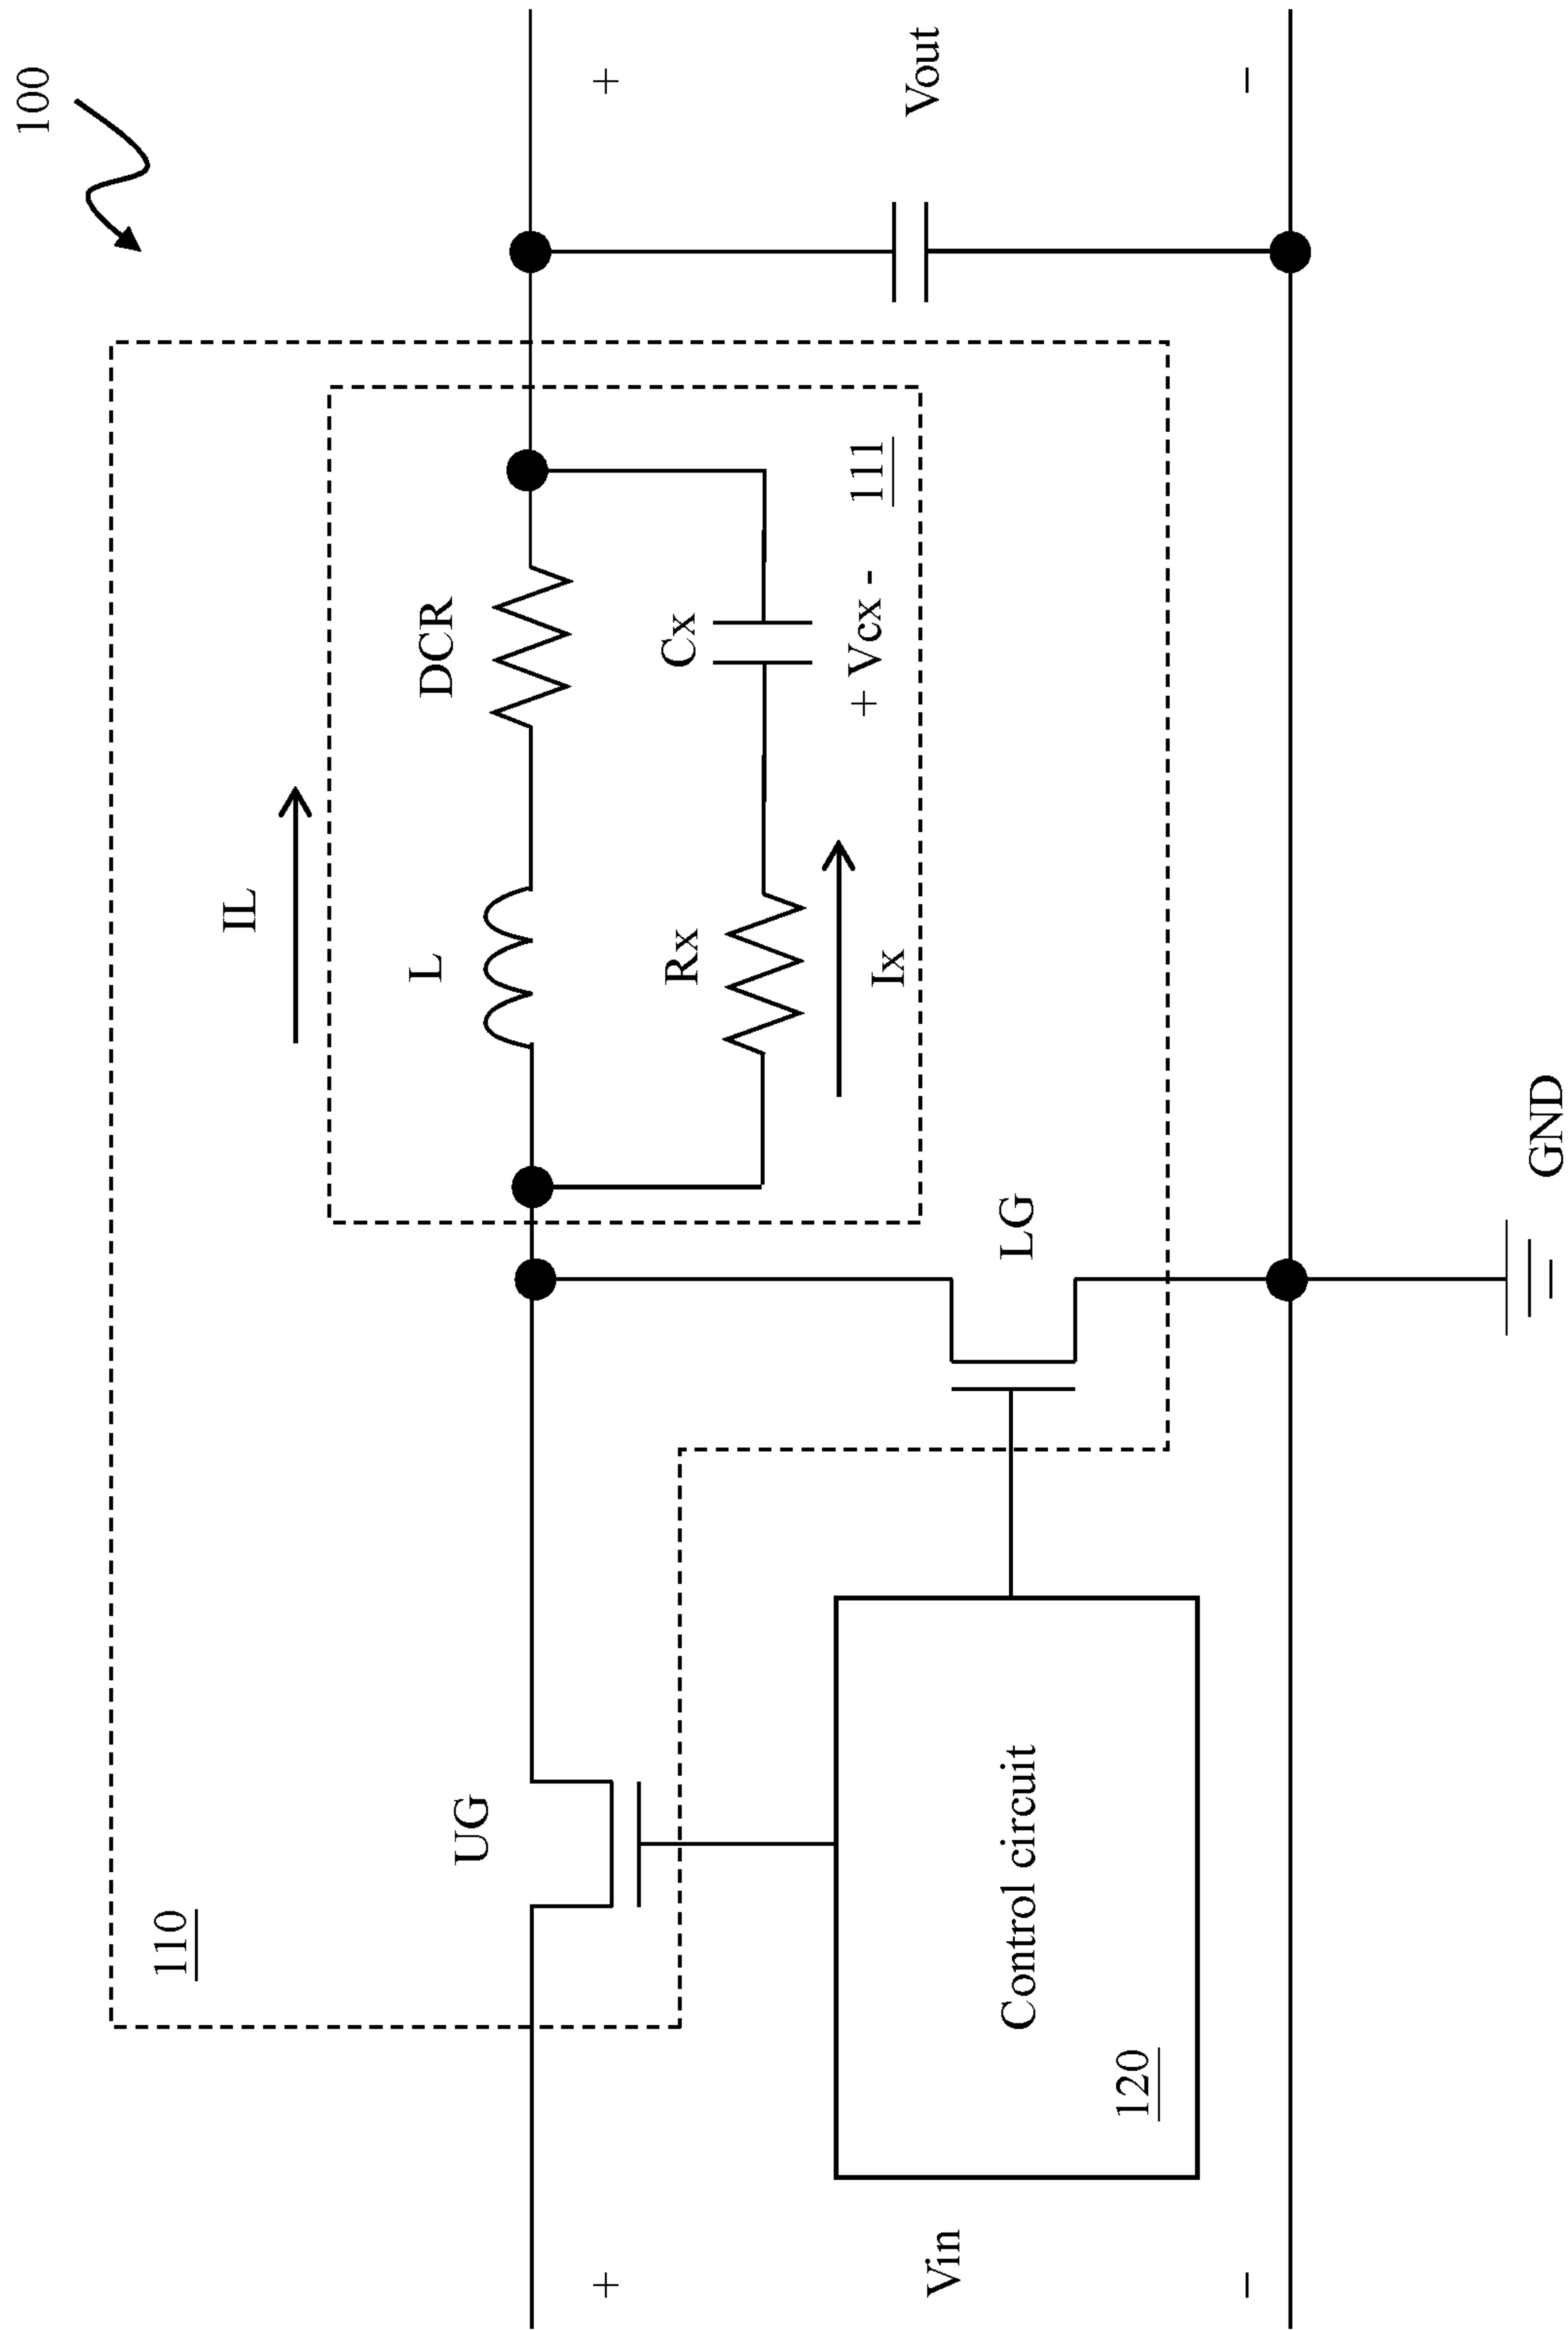 100
110
IL
UG
L
DCR
+
+
Rx
Cx
Ix
+ Vcx -
111
Vin
Control circuit
LG
Vout
120
−
−
GND